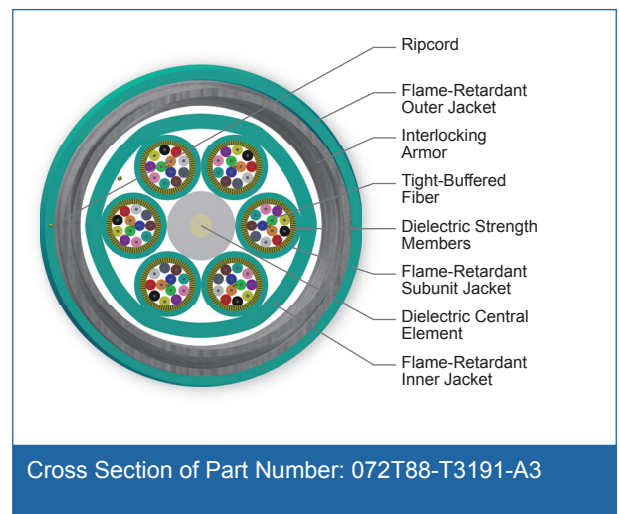 Ripcord
Flame-Retardant
Outer Jacket
Interlocking
Armor
Tight-Buffered
Fiber
Dielectric Strength
Members
Flame-Retardant
Subunit Jacket
Dielectric Central
Element
Flame-Retardant
Inner Jacket
Cross Section of Part Number: 072T88-T3191-A3